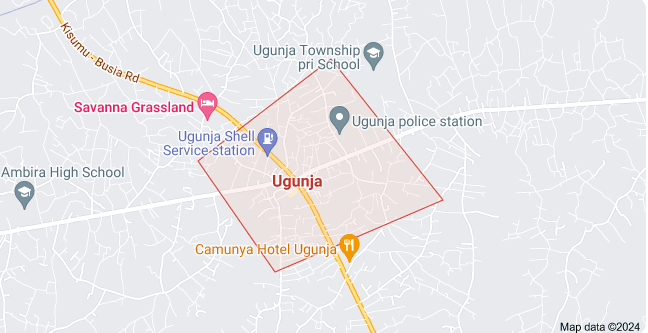 Kisumu - Busia Rd
Ugunja Township
pri School
Savanna Grassland
Ugunja police station
Ugunja Shell
Service station
Ambira High School
Ugunja
Camunya Hotel Ugunja
Map data ©2024